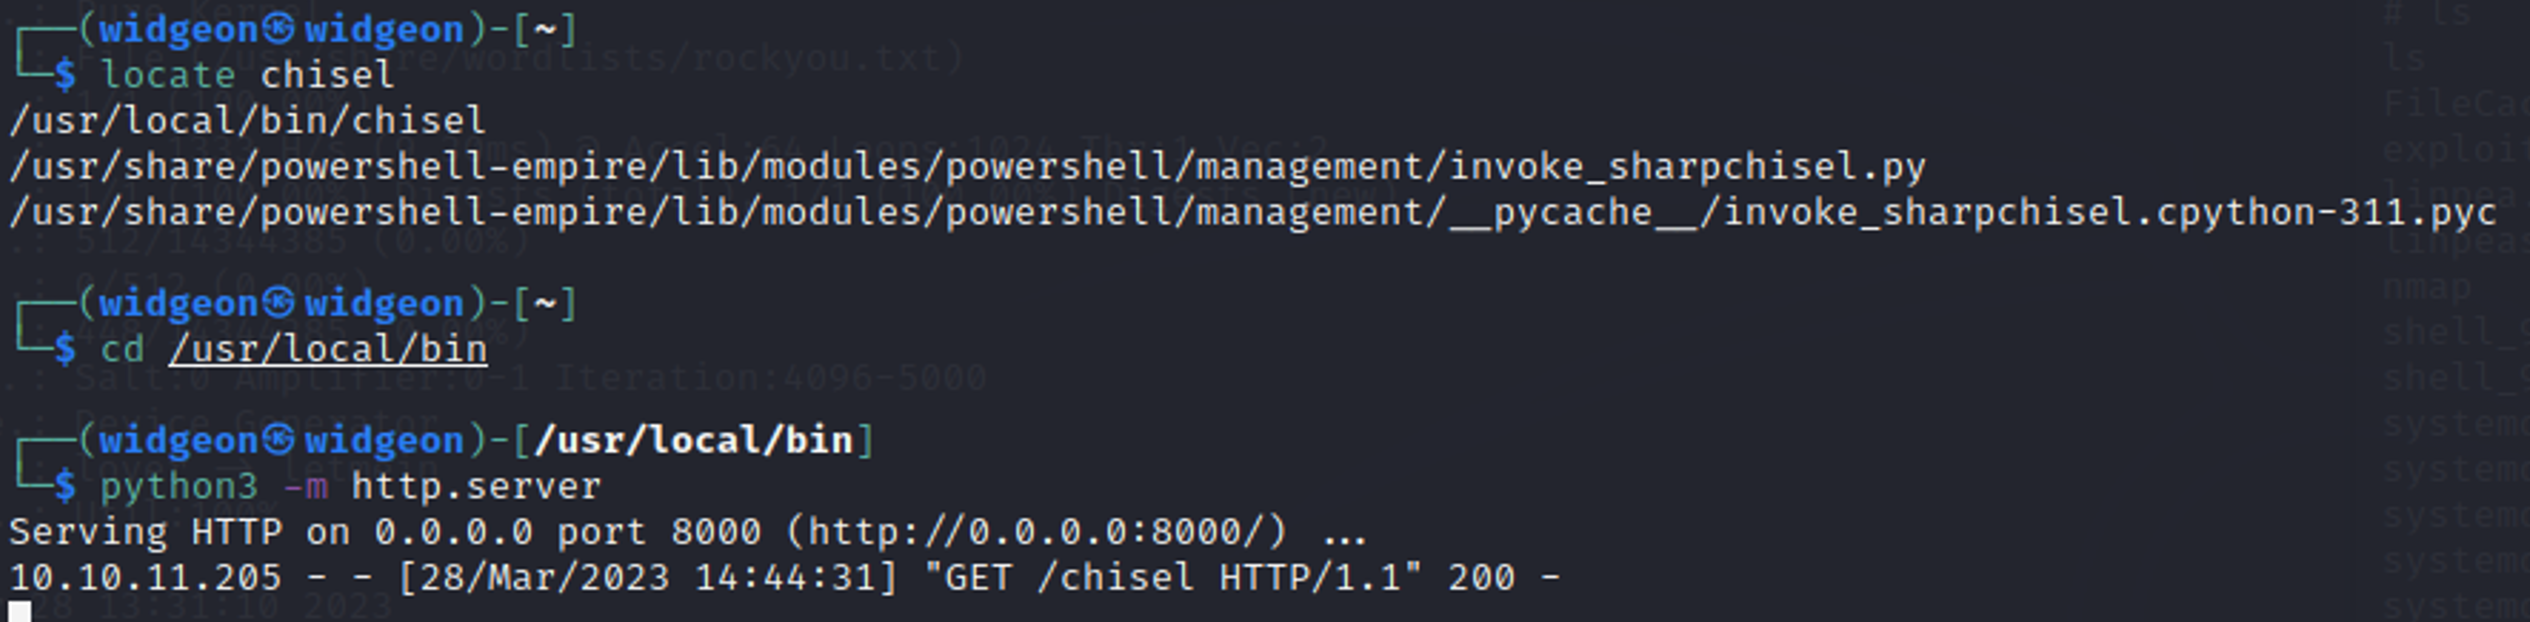 ┌──(widgeon㉿widgeon)-[~]
└─$ locate chisel
/usr/local/bin/chisel
/usr/share/powershell-empire/lib/modules/powershell/management/invoke_sharpchisel.py
/usr/share/powershell-empire/lib/modules/powershell/management/__pycache__/invoke_sharpchisel.cpython-311.pyc
┌──(widgeon㉿widgeon)-[~]
└─$ cd /usr/local/bin
┌──(widgeon㉿widgeon)-[/usr/local/bin]
└─$ python3 -m http.server
Serving HTTP on 0.0.0.0 port 8000 (http://0.0.0.0:8000/) ...
10.10.11.205 - - [28/Mar/2023 14:44:31] "GET /chisel HTTP/1.1" 200 -